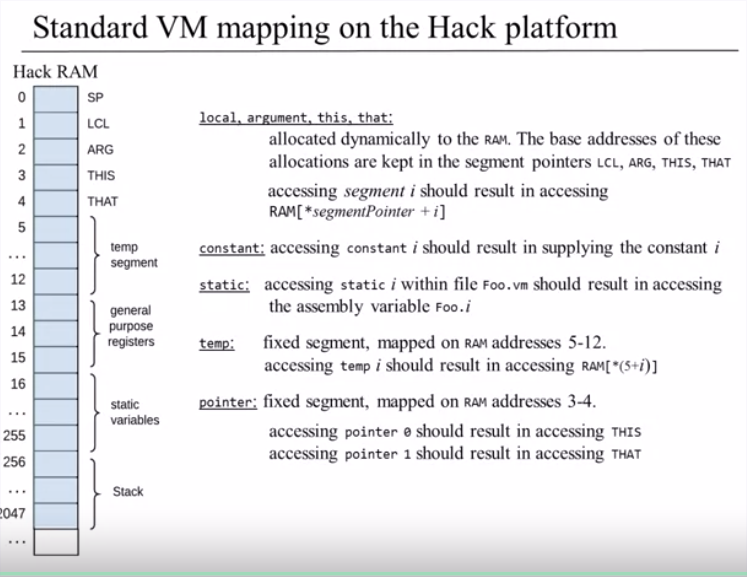 Standard VM mapping on the Hack platform
Hack RAM
0 SP
1 LCL
2 ARG
3 THIS
4 THAT
5
...
12
temp
segment
13
14
15
general
purpose
registers
16
...
255
static
variables
256
...
2047
Stack
...
local, argument, this, that:
allocated dynamically to the RAM. The base addresses of these
allocations are kept in the segment pointers LCL, ARG, THIS, THAT
accessing segment i should result in accessing
RAM[*segmentPointer + i]
constant: accessing constant i should result in supplying the constant i
static: accessing static i within file Foo.vm should result in accessing
the assembly variable Foo.i
temp: fixed segment, mapped on RAM addresses 5-12.
accessing temp i should result in accessing RAM[*(5+i)]
pointer: fixed segment, mapped on RAM addresses 3-4.
accessing pointer 0 should result in accessing THIS
accessing pointer 1 should result in accessing THAT